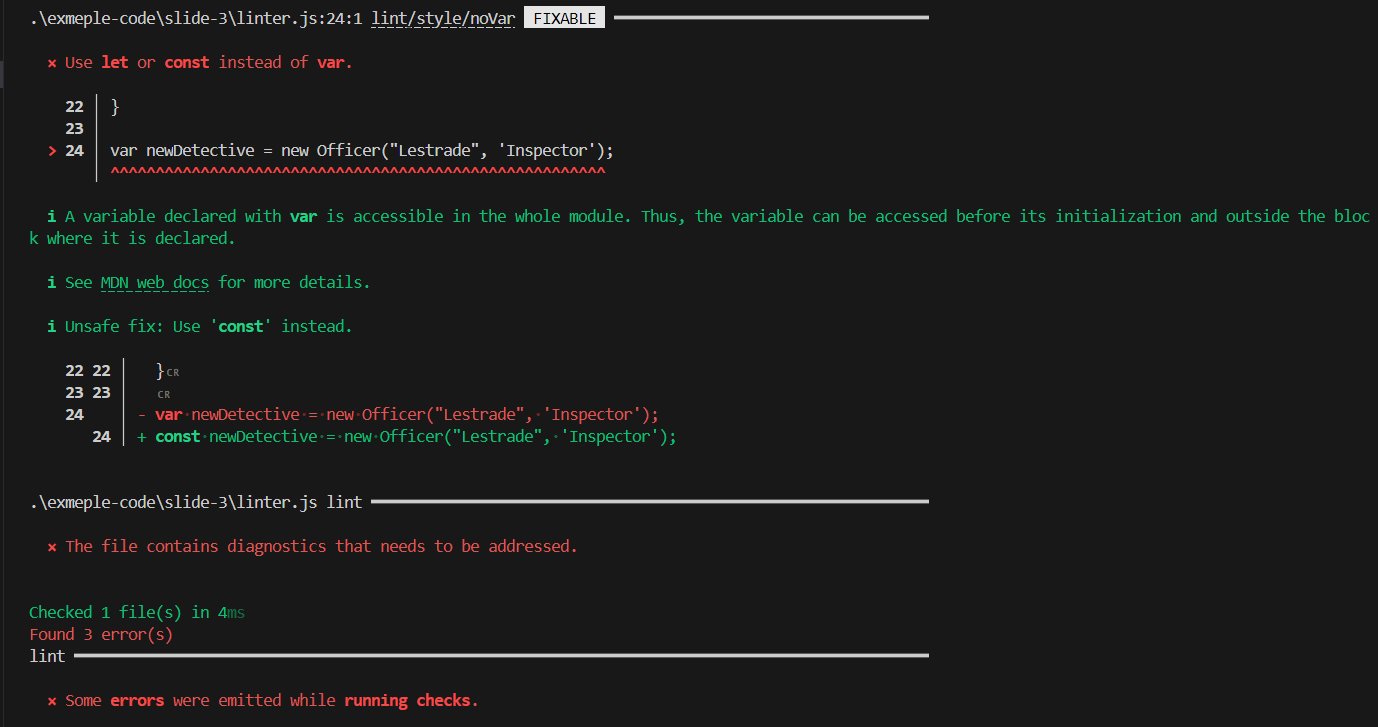 .\exmeple-code\slide-3\linter.js:24:1 lint/style/noVar FIXABLE
× Use let or const instead of var.
22 │ }
23 │
> 24 │ var newDetective = new Officer("Lestrade", 'Inspector');
│ ^^^^^^^^^^^^^^^^^^^^^^^^^^^^^^^^^^^^^^^^^^^^^^^^^^^^^^^
i A variable declared with var is accessible in the whole module. Thus, the variable can be accessed before its initialization and outside the bloc
k where it is declared.
i See MDN web docs for more details.
i Unsafe fix: Use 'const' instead.
22 22 │ }CR
23 23 │ CR
24 │ - var·newDetective·=·new·Officer("Lestrade",·'Inspector');
24 │ + const·newDetective·=·new·Officer("Lestrade",·'Inspector');
.\exmeple-code\slide-3\linter.js lint
× The file contains diagnostics that needs to be addressed.
Checked 1 file(s) in 4ms
Found 3 error(s)
lint
× Some errors were emitted while running checks.